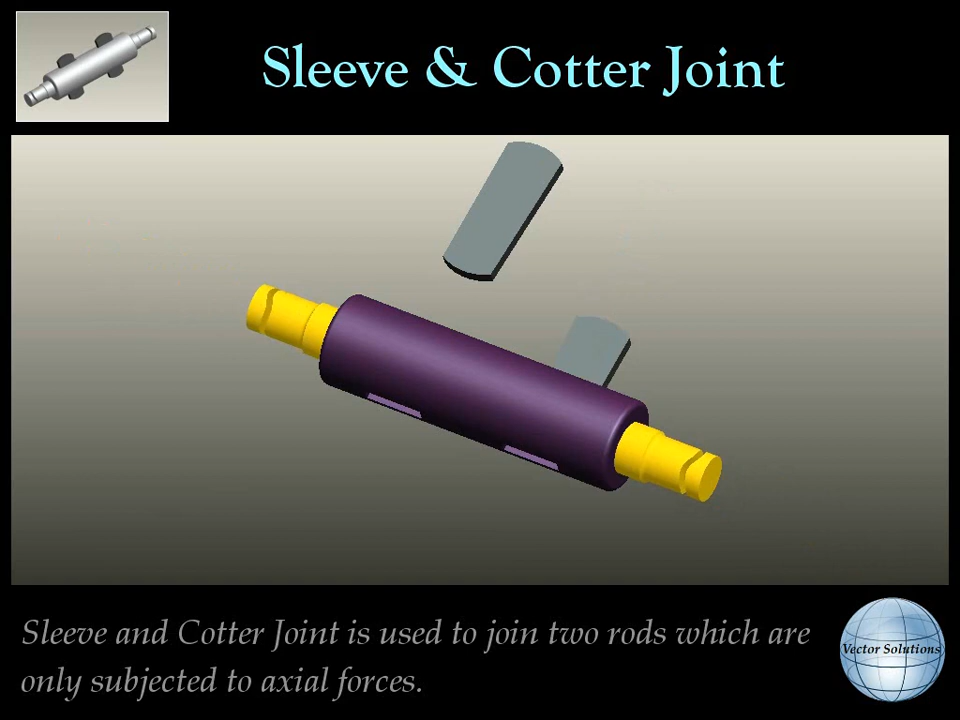 Sleeve & Cotter Joint
Sleeve and Cotter Joint is used to join two rods which are
only subjected to axial forces.
Vector Solutions